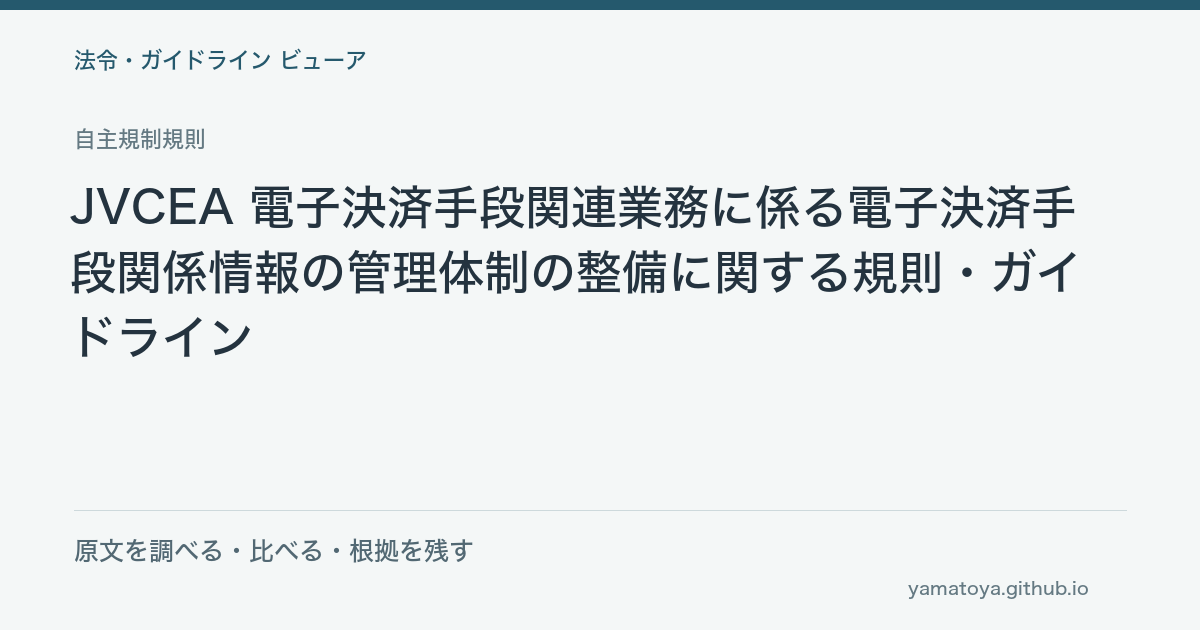 法令・ガイドライン ビューア
自主規制規則
JVCEA 電子決済手段関連業務に係る電子決済手
段関係情報の管理体制の整備に関する規則・ガイ
ドライン
原文を調べる・比べる・根拠を残す
yamatoya.github.io